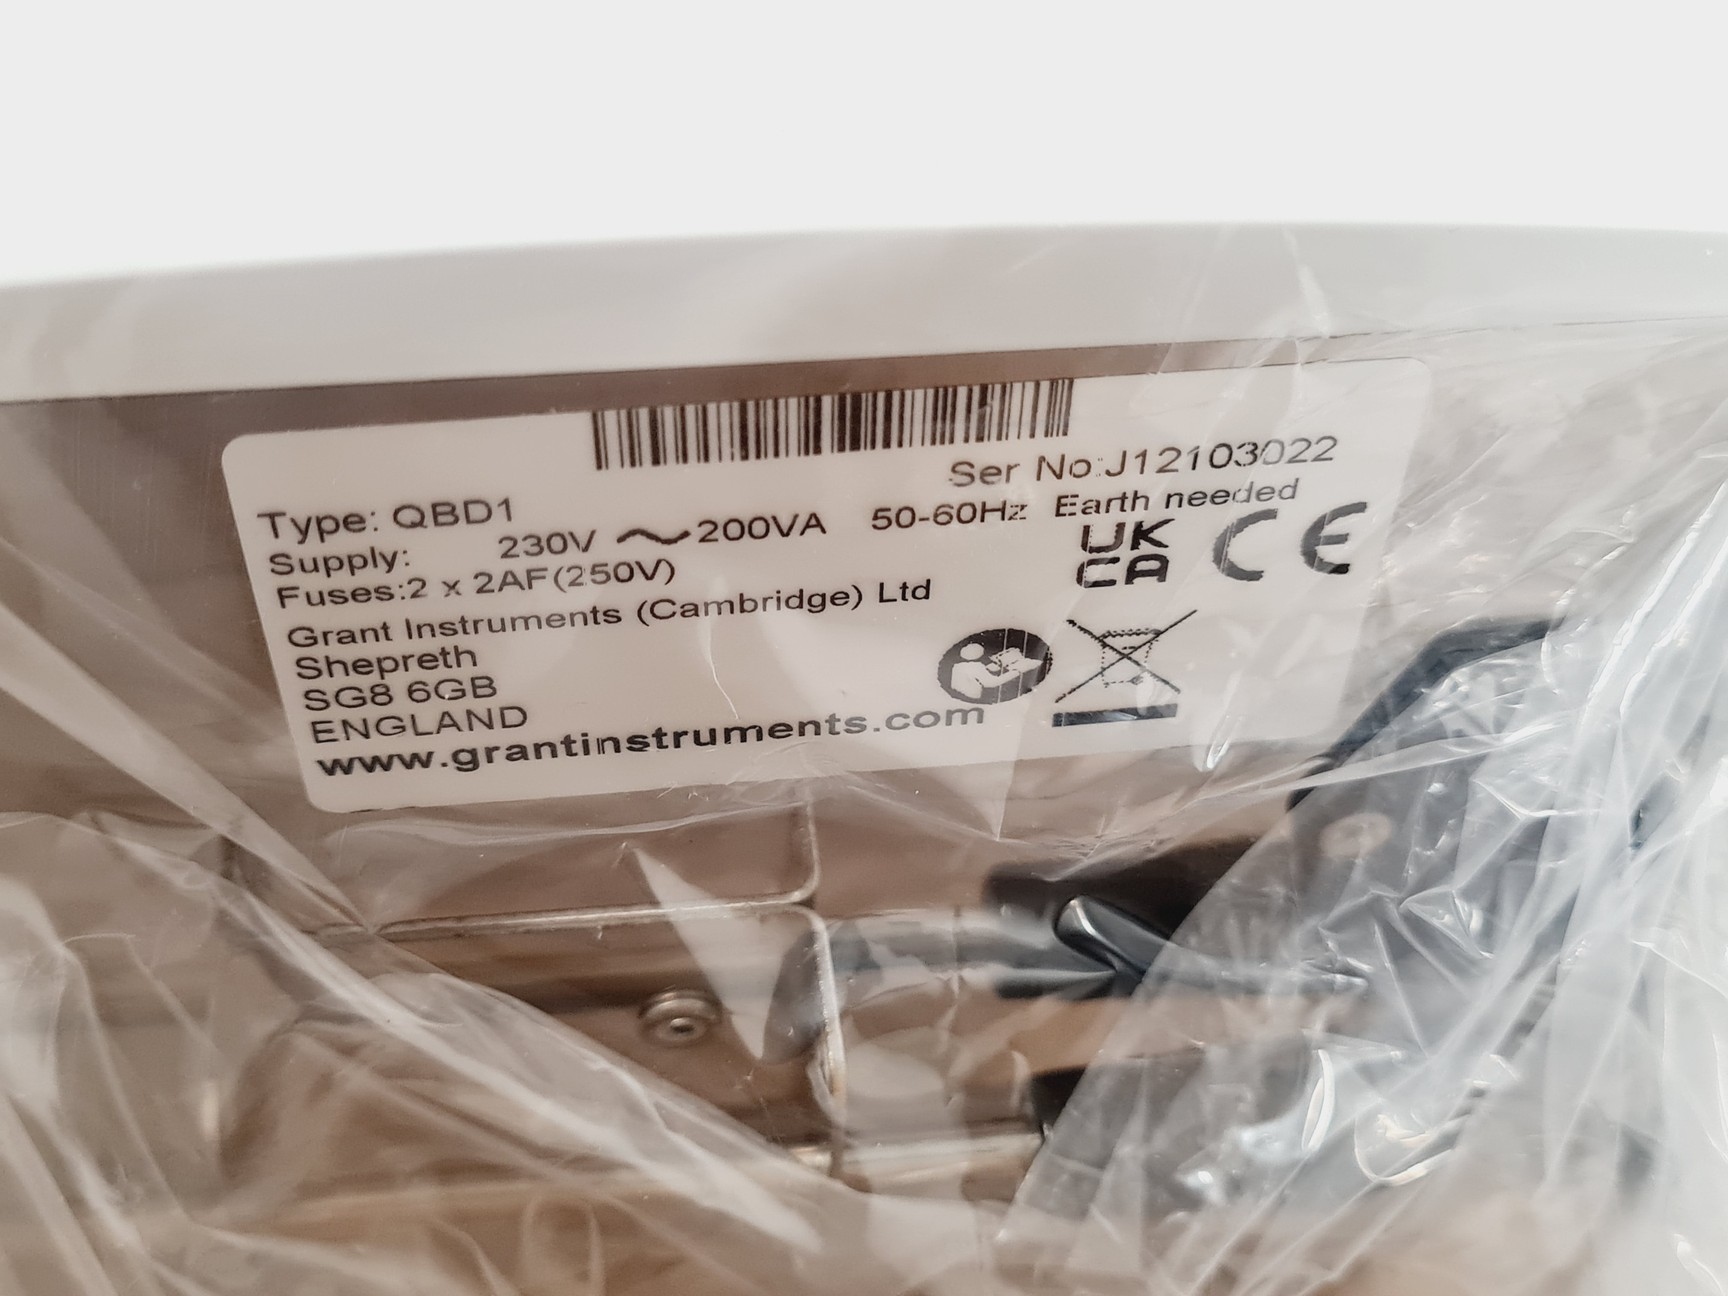 Ser No:J12103022
Type: QBD1
Supply: 230V ~ 200VA 50-60Hz Earth needed
Fuses:2 x 2AF(250V)
UK
CA
CE
Grant Instruments (Cambridge) Ltd
Shepreth
SG8 6GB
ENGLAND
www.grantinstruments.com